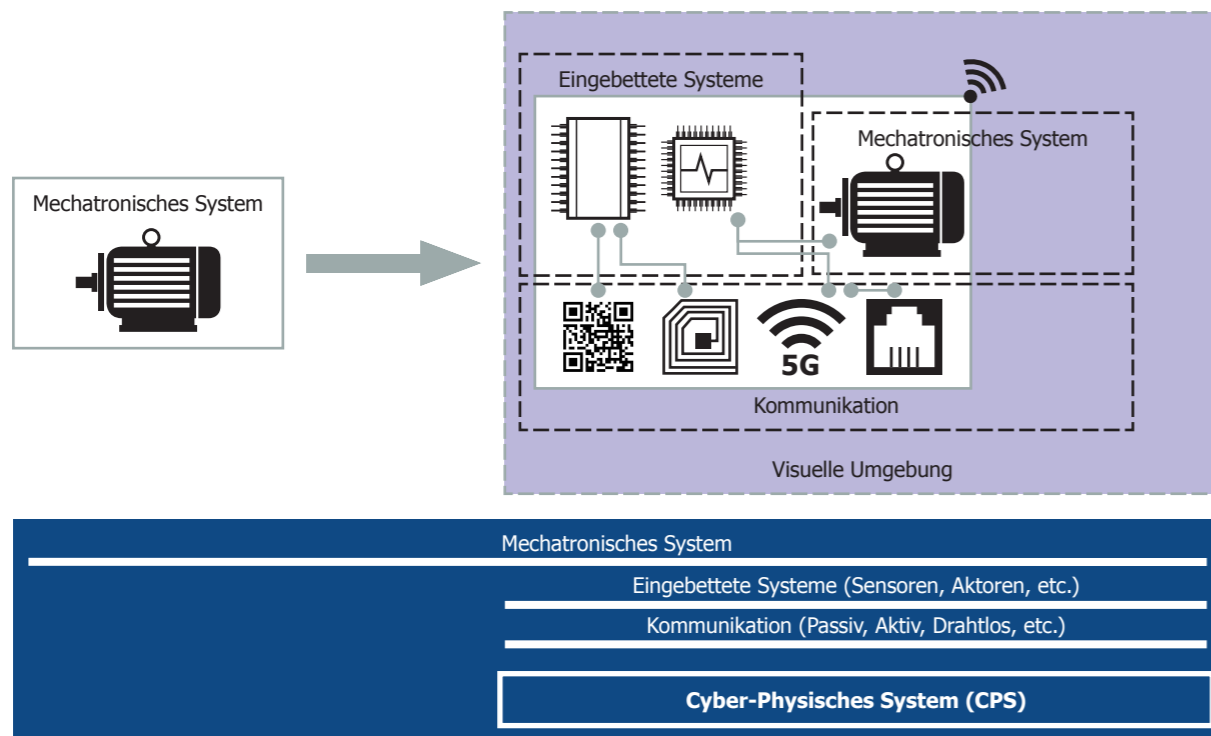 Eingebettete Systeme
Mechatronisches System
Mechatronisches System
5G
Kommunikation
Visuelle Umgebung
Mechatronisches System
Eingebettete Systeme (Sensoren, Aktoren, etc.)
Kommunikation (Passiv, Aktiv, Drahtlos, etc.)
Cyber-Physisches System (CPS)